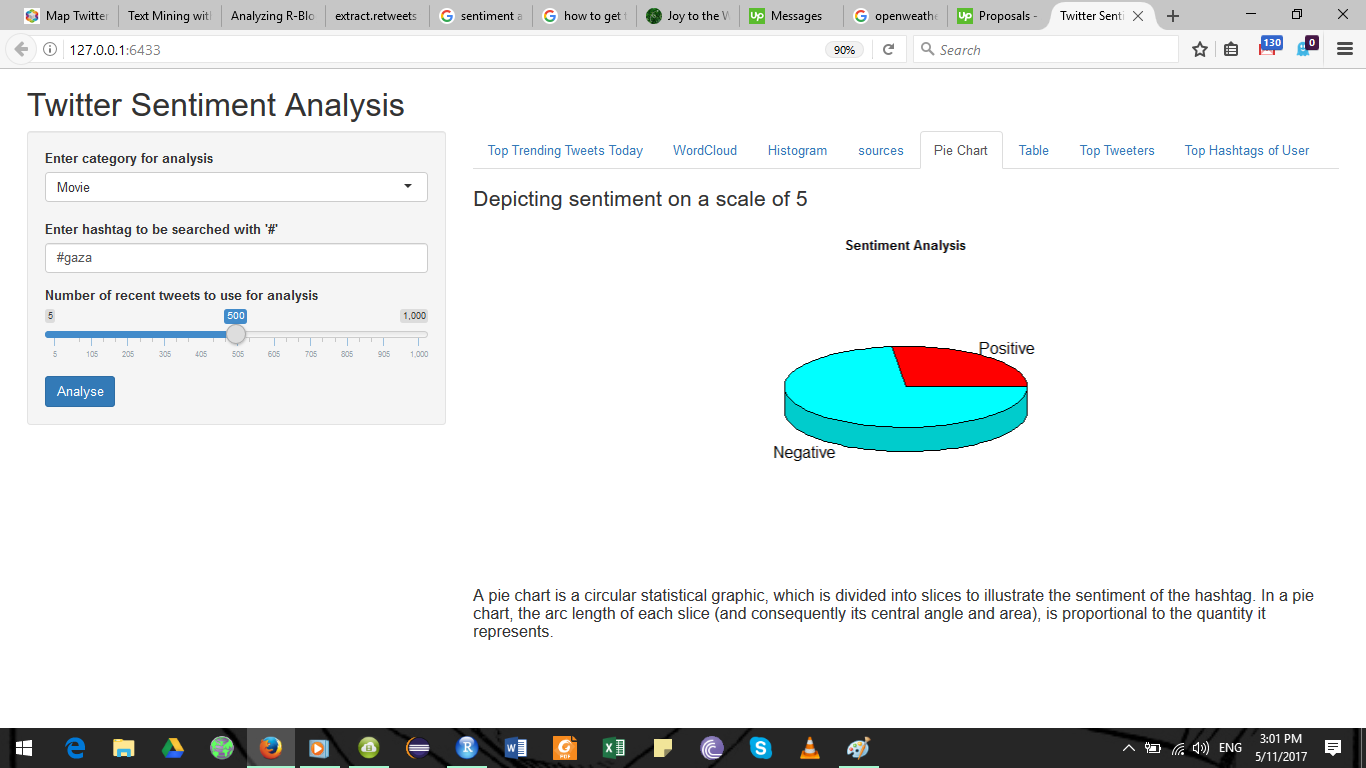 Map Twitter
Text Mining wit
Analyzing R-Blo
extract.retweets
sentiment a
how to get
Joy to the W
Up Messages
openweathe
Up Proposals -
Twitter Senti
127.0.0.1:6433
90%
Search
130
0
Twitter Sentiment Analysis
Enter category for analysis
Movie
Enter hashtag to be searched with '#'
#gaza
Number of recent tweets to use for analysis
5 500 1,000
5 105 205 305 405 505 605 705 805 905 1,000
Analyse
Top Trending Tweets Today WordCloud Histogram sources Pie Chart Table Top Tweeters Top Hashtags of User
Depicting sentiment on a scale of 5
Sentiment Analysis
Positive
Negative
A pie chart is a circular statistical graphic, which is divided into slices to illustrate the sentiment of the hashtag. In a pie
chart, the arc length of each slice (and consequently its central angle and area), is proportional to the quantity it
represents.
ENG
3:01 PM
5/11/2017